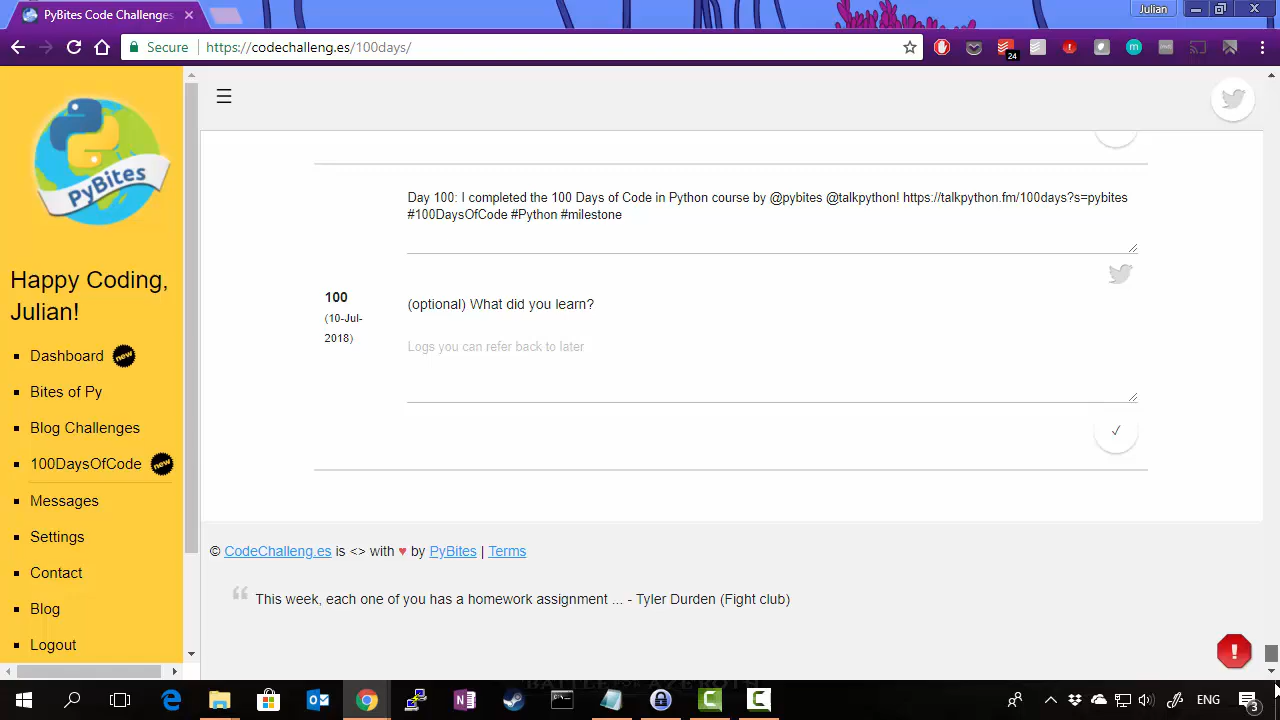 PyBites Code Challenges
Julian
Secure
https://codechalleng.es/100days/
24
PyBites
Happy Coding,
Julian!
Dashboard new
Bites of Py
Blog Challenges
100DaysOfCode new
Messages
Settings
Contact
Blog
Logout
Day 100: I completed the 100 Days of Code in Python course by @pybites @talkpython! https://talkpython.fm/100days?s=pybites
#100DaysOfCode #Python #milestone
100
(10-Jul-
2018)
(optional) What did you learn?
Logs you can refer back to later
© CodeChalleng.es is <> with ♥ by PyBites | Terms
“ This week, each one of you has a homework assignment ... - Tyler Durden (Fight club)
ENG
3